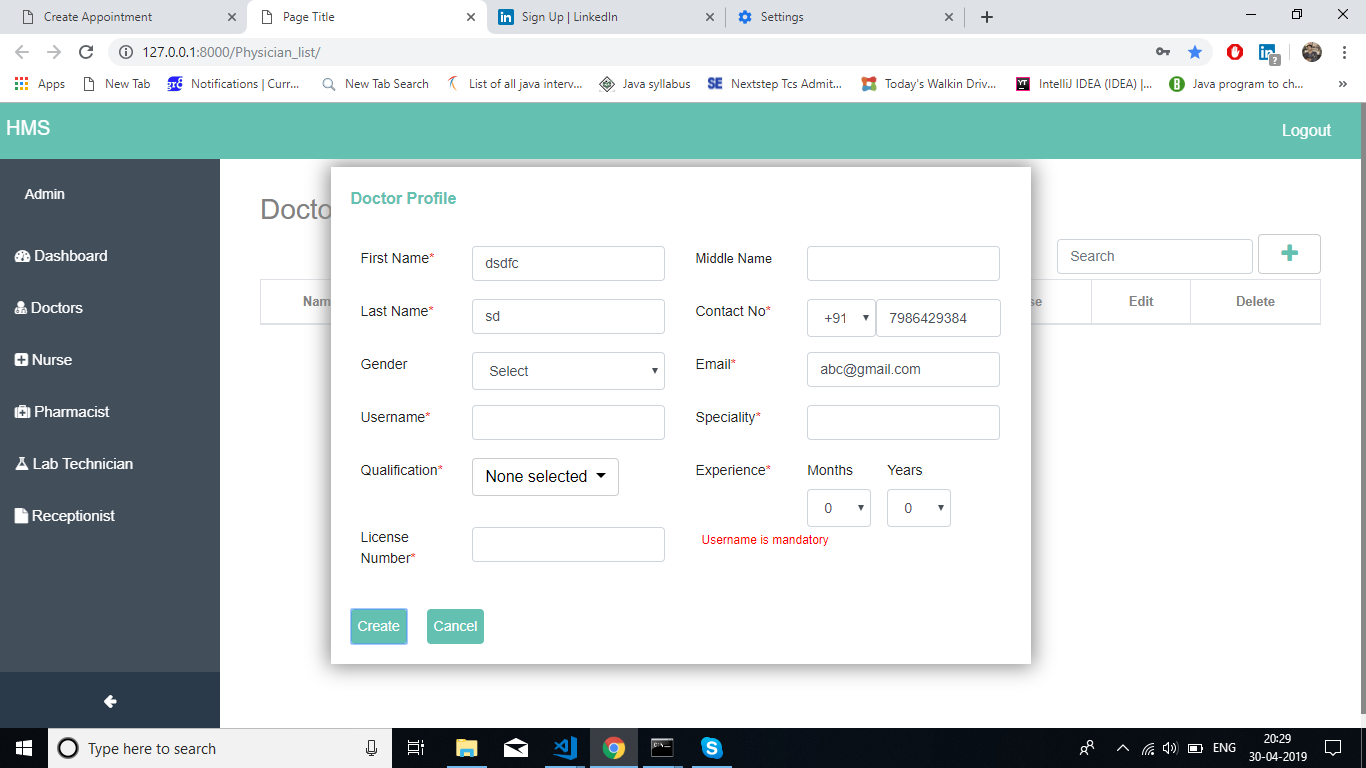 Create Appointment
Page Title
Sign Up | LinkedIn
Settings
127.0.0.1:8000/Physician_list/
Apps
New Tab
Notifications | Curr...
New Tab Search
List of all java interv...
Java syllabus
SE Nextstep Tcs Admit...
Today's Walkin Driv...
IntelliJ IDEA (IDEA) |...
Java program to ch...
HMS
Logout
Admin
Dashboard
Doctors
Nurse
Pharmacist
Lab Technician
Receptionist
Docto
Search
Nam
se
Edit
Delete
Doctor Profile
First Name* dsdfc
Middle Name
Last Name* sd
Contact No* +91 7986429384
Gender Select
Email* abc@gmail.com
Username*
Speciality*
Qualification* None selected
Experience* Months Years
0 0
License
Number*
Username is mandatory
Create
Cancel
Type here to search
ENG
20:29
30-04-2019